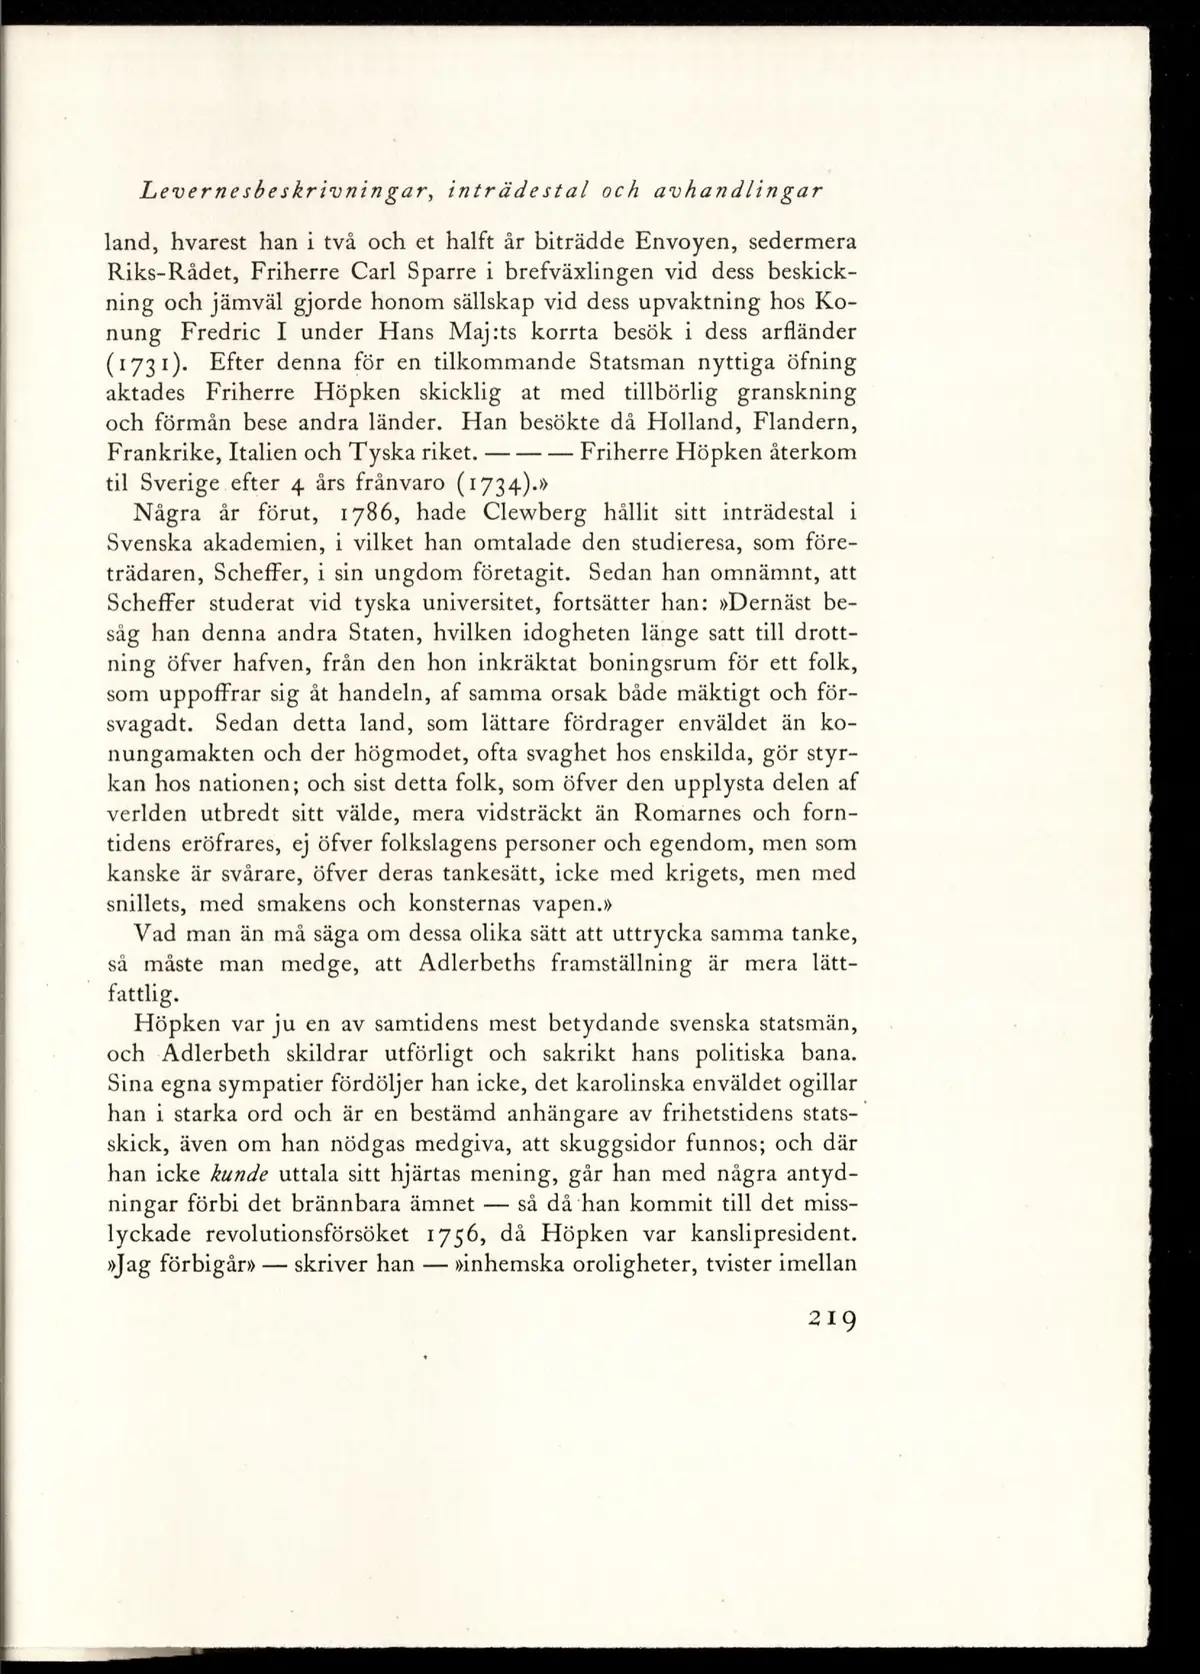 Levernesbeskrivningar, inträdestal och avhandlingar
land, hvarest han i två och et halft år biträdde Envoyen, sedermera
Riks-Rådet, Friherre Carl Sparre i brefväxlingen vid dess beskick-
ning och jämväl gjorde honom sällskap vid dess upvaktning hos Ko-
nung Fredric I under Hans Maj:ts korrta besök i dess arfländer
(1731). Efter denna för en tilkommande Statsman nyttiga öfning
aktades Friherre Höpken skicklig at med tillbörlig granskning
och förmån bese andra länder. Han besökte då Holland, Flandern,
Frankrike, Italien och Tyska riket. — — — Friherre Höpken återkom
til Sverige efter 4 års frånvaro (1734).»
Några år förut, 1786, hade Clewberg hållit sitt inträdestal i
Svenska akademien, i vilket han omtalade den studieresa, som före-
trädaren, Scheffer, i sin ungdom företagit. Sedan han omnämnt, att
Scheffer studerat vid tyska universitet, fortsätter han: »Dernäst be-
såg han denna andra Staten, hvilken idogheten länge satt till drott-
ning öfver hafven, från den hon inkräktat boningsrum för ett folk,
som uppoffrar sig åt handeln, af samma orsak både mäktigt och för-
svagadt. Sedan detta land, som lättare fördrager enväldet än ko-
nungamakten och der högmodet, ofta svaghet hos enskilda, gör styr-
kan hos nationen; och sist detta folk, som öfver den upplysta delen af
verlden utbredt sitt välde, mera vidsträckt än Romarnes och forn-
tidens eröfrares, ej öfver folkslagens personer och egendom, men som
kanske är svårare, öfver deras tankesätt, icke med krigets, men med
snillets, med smakens och konsternas vapen.»
Vad man än må säga om dessa olika sätt att uttrycka samma tanke,
så måste man medge, att Adlerbeths framställning är mera lätt-
fattlig.
Höpken var ju en av samtidens mest betydande svenska statsmän,
och Adlerbeth skildrar utförligt och sakrikt hans politiska bana.
Sina egna sympatier fördöljer han icke, det karolinska enväldet ogillar
han i starka ord och är en bestämd anhängare av frihetstidens stats-
skick, även om han nödgas medgiva, att skuggsidor funnos; och där
han icke kunde uttala sitt hjärtas mening, går han med några antyd-
ningar förbi det brännbara ämnet — så då han kommit till det miss-
lyckade revolutionsförsöket 1756, då Höpken var kanslipresident.
»Jag förbigår» — skriver han — »inhemska oroligheter, tvister imellan
219